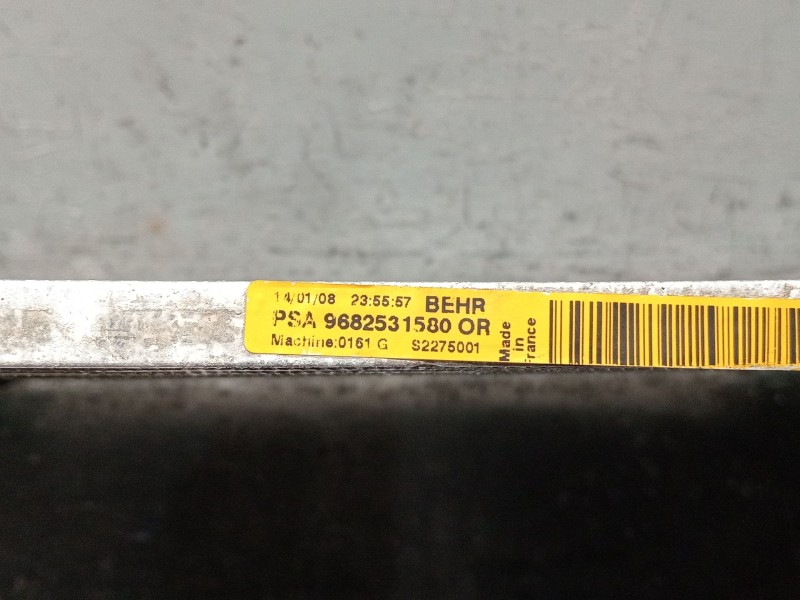 14/01/08 23:55:57 BEHR
PSA 9682531580 OR
Machine:0161 G S2275001
Made
in
France